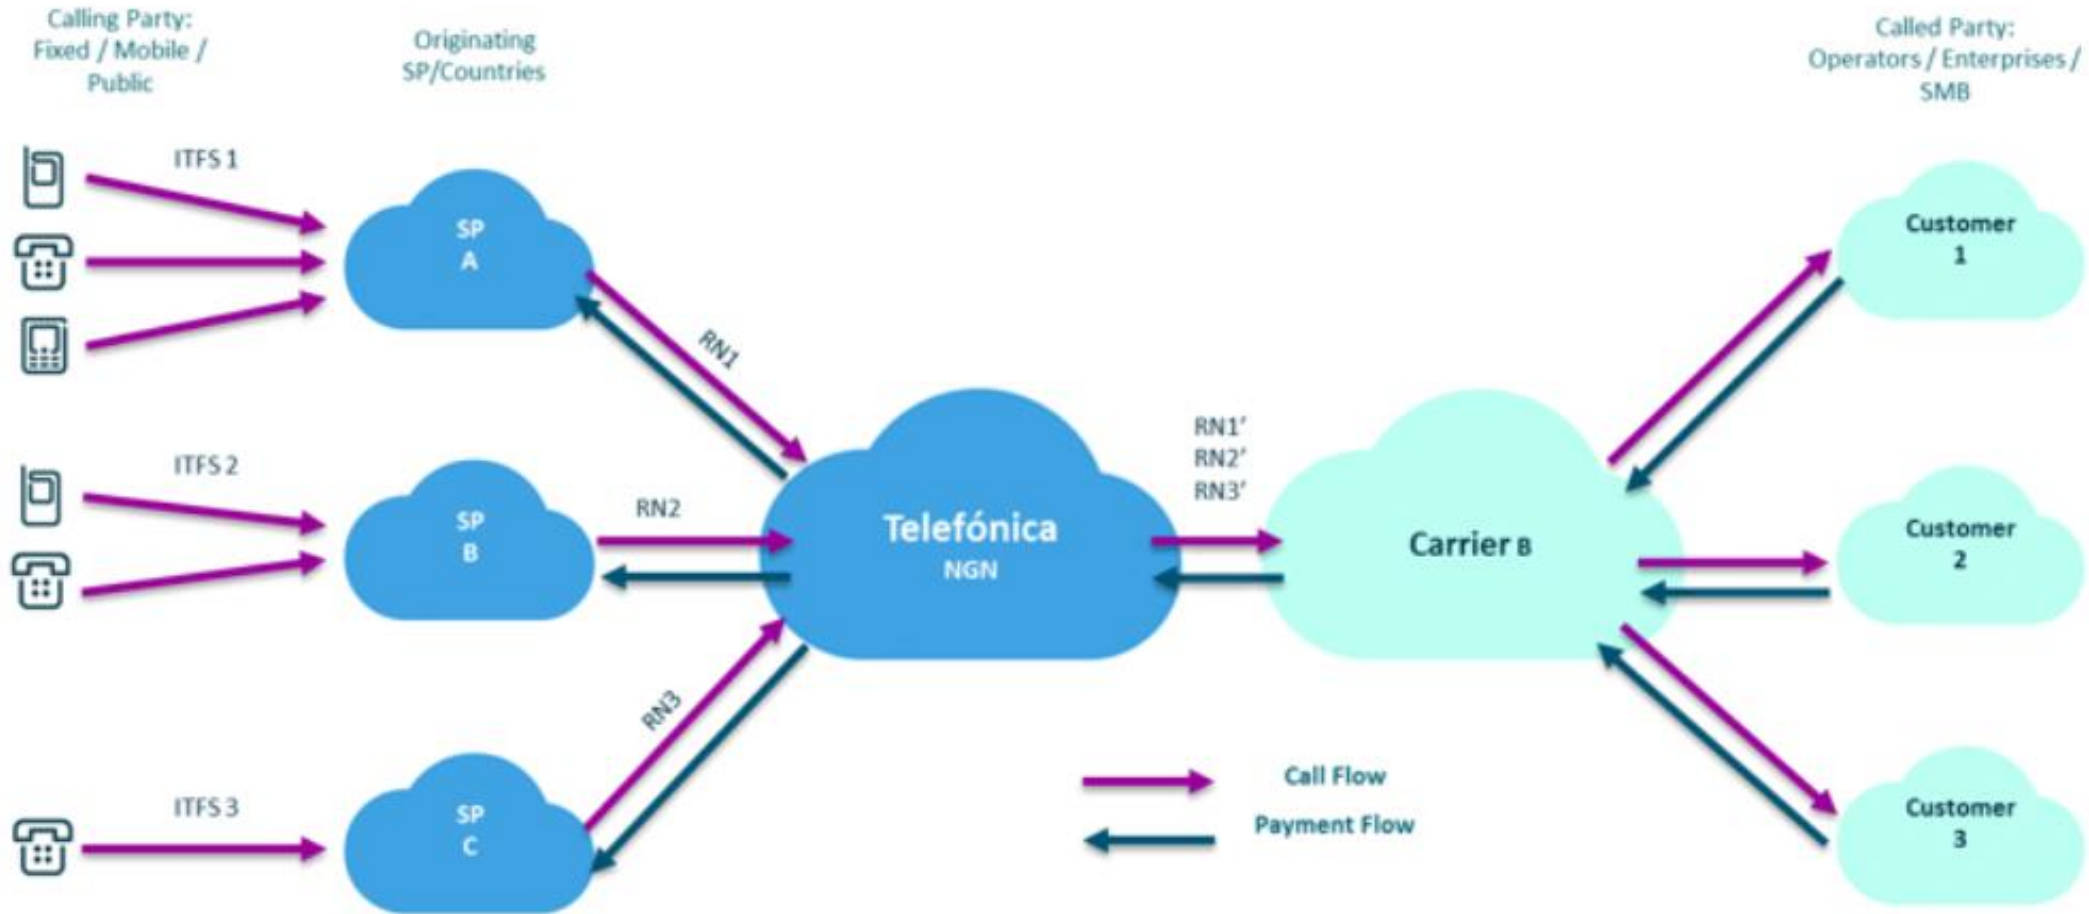 Calling Party:
Fixed / Mobile /
Public
Originating
SP/Countries
Called Party:
Operators / Enterprises /
SMB
ITFS 1
SP
A
RN1
Customer
1
ITFS 2
SP
B
RN2
Telefónica
NGN
RN1'
RN2'
RN3'
Carrier B
Customer
2
RN3
ITFS 3
SP
C
Call Flow
Payment Flow
Customer
3